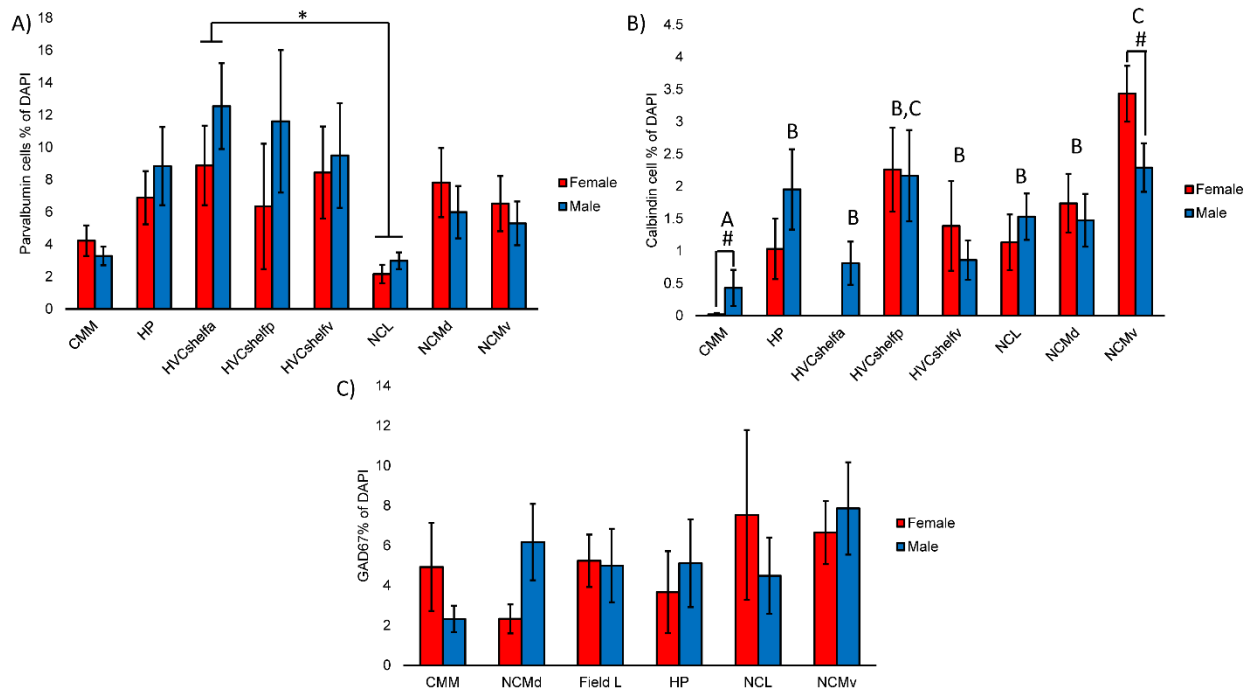 A)
Parvalbumin cells % of DAPI
18
16
14
12
10
8
6
4
2
0
*
CMM
HP
HVCshelfa
HVCshelfp
HVCshelfv
NCL
NCMd
NCMv
Female
Male
B)
Calbindin cell % of DAPI
4.5
4
3.5
3
2.5
2
1.5
1
0.5
0
A
#
B
B
B,C
B
B
B
C
#
CMM
HP
HVCshelfa
HVCshelfp
HVCshelfv
NCL
NCMd
NCMv
Female
Male
C)
GAD67% of DAPI
14
12
10
8
6
4
2
0
CMM
NCMd
Field L
HP
NCL
NCMv
Female
Male